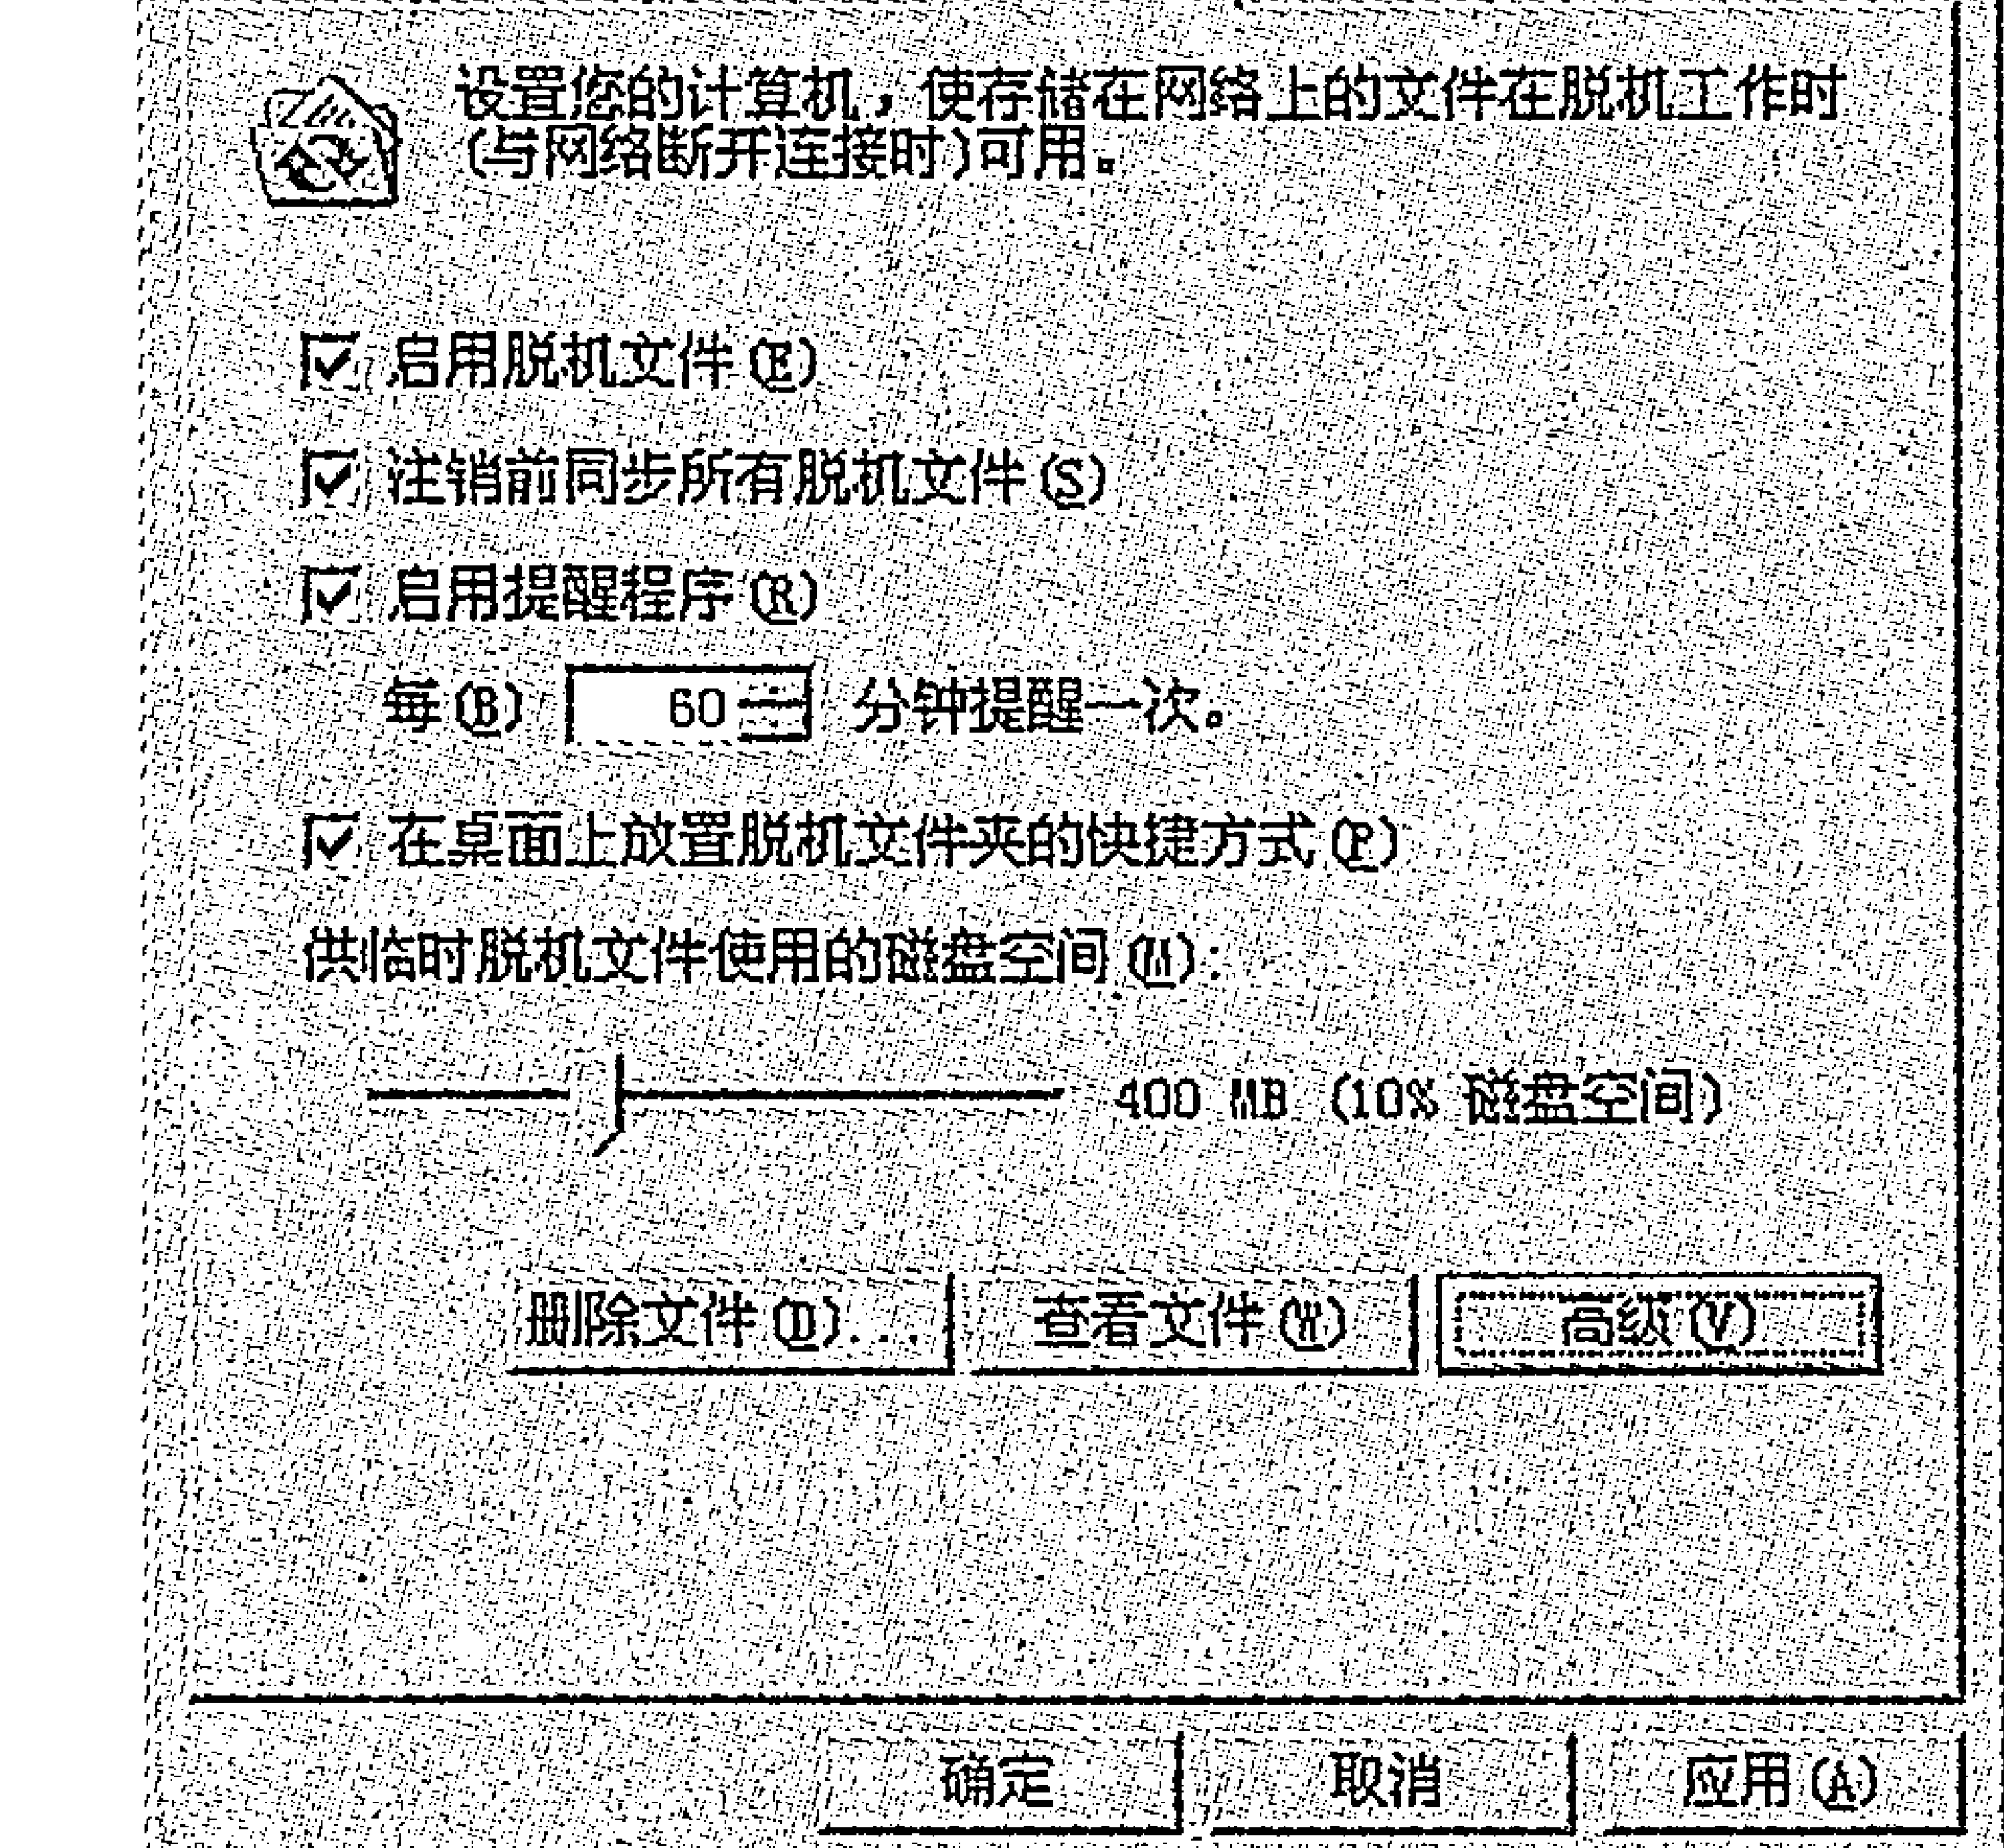 设置您的计算机，使存储在网络上的文件在脱机工作时
(与网络断开连接时)可用。
启用脱机文件(E)
注销前同步所有脱机文件(S)
启用提醒程序(R)
每(B) 60 分钟提醒一次。
在桌面上放置脱机文件夹的快捷方式(P)
供临时脱机文件使用的磁盘空间(M):
400 MB (10% 磁盘空间)
删除文件(D)... 查看文件(W) 高级(V)
确定 取消 应用(A)